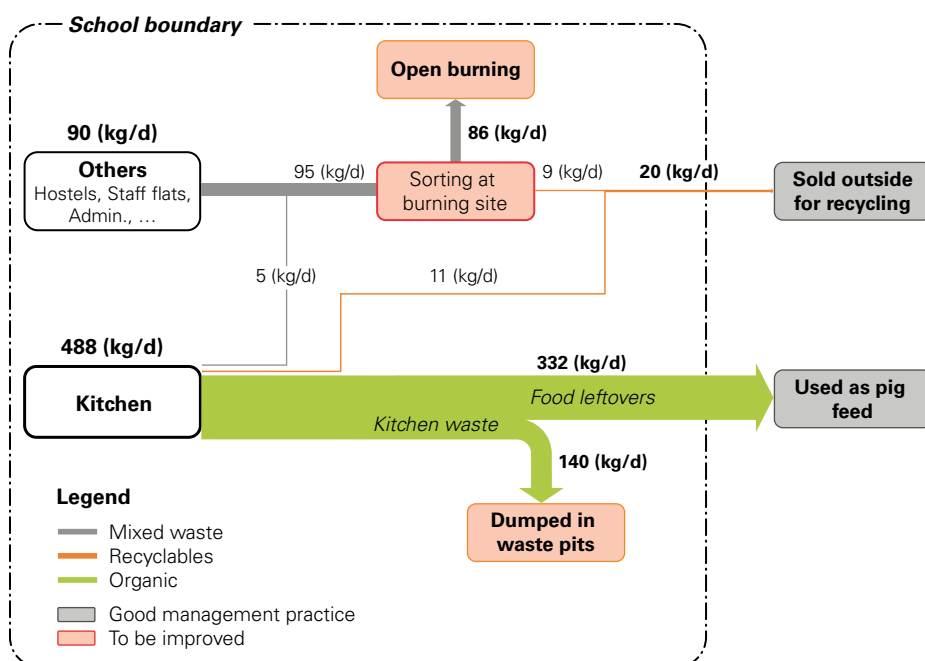 School boundary
Open burning
90 (kg/d)
86 (kg/d)
Others
Hostels, Staff flats,
Admin., …
95 (kg/d)
Sorting at
burning site
9 (kg/d)
20 (kg/d)
Sold outside
for recycling
5 (kg/d)
11 (kg/d)
488 (kg/d)
332 (kg/d)
Kitchen
Food leftovers
Used as pig
feed
Kitchen waste
140 (kg/d)
Dumped in
waste pits
Legend
Mixed waste
Recyclables
Organic
Good management practice
To be improved